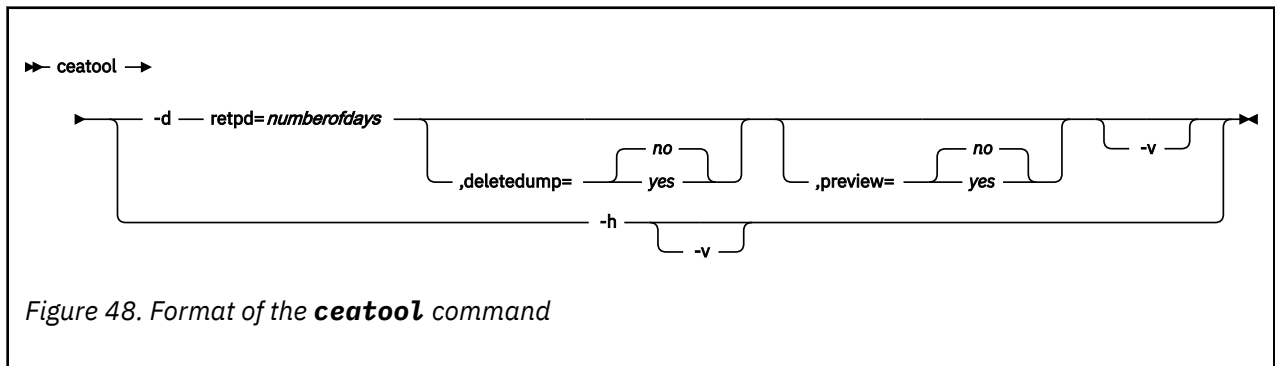 ceatool
-d retpd=numberofdays
no no -v
,deletedump= yes ,preview= yes
-h
-v
Figure 48. Format of the ceatool command